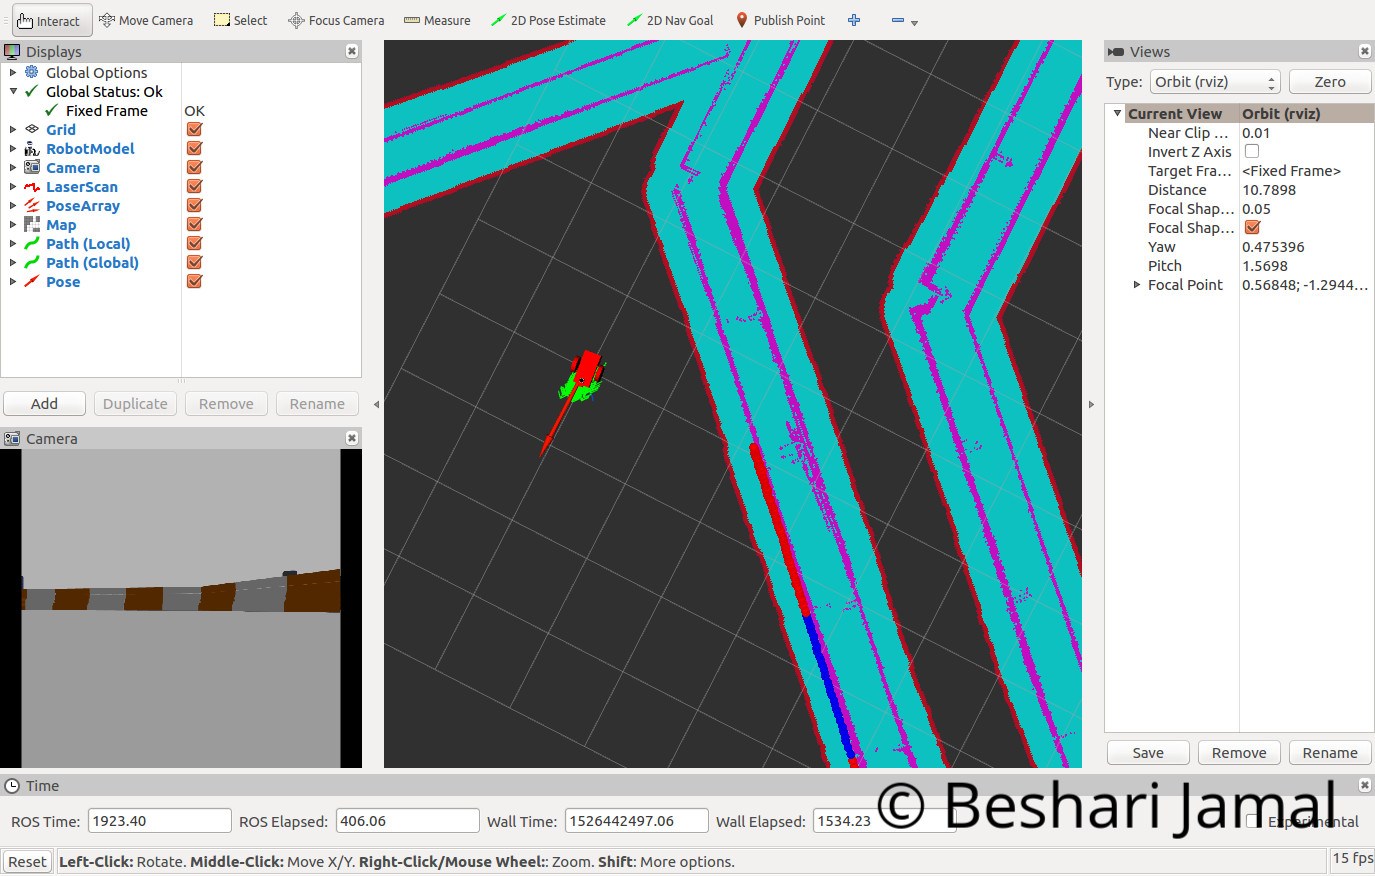 Interact Move Camera Select Focus Camera Measure 2D Pose Estimate 2D Nav Goal Publish Point
Displays
Global Options
Global Status: Ok
Fixed Frame OK
Grid
RobotModel
Camera
LaserScan
PoseArray
Map
Path (Local)
Path (Global)
Pose
Add Duplicate Remove Rename
Camera
Views
Type: Orbit (rviz) Zero
Current View Orbit (rviz)
Near Clip ... 0.01
Invert Z Axis
Target Fra... <Fixed Frame>
Distance 10.7898
Focal Shap... 0.05
Focal Shap...
Yaw 0.475396
Pitch 1.5698
Focal Point 0.56848; -1.2944...
Save Remove Rename
Time
ROS Time: 1923.40 ROS Elapsed: 406.06 Wall Time: 1526442497.06 Wall Elapsed: 1534.23 Experimental
© Beshari Jamal
Reset Left-Click: Rotate. Middle-Click: Move X/Y. Right-Click/Mouse Wheel:: Zoom. Shift: More options. 15 fps